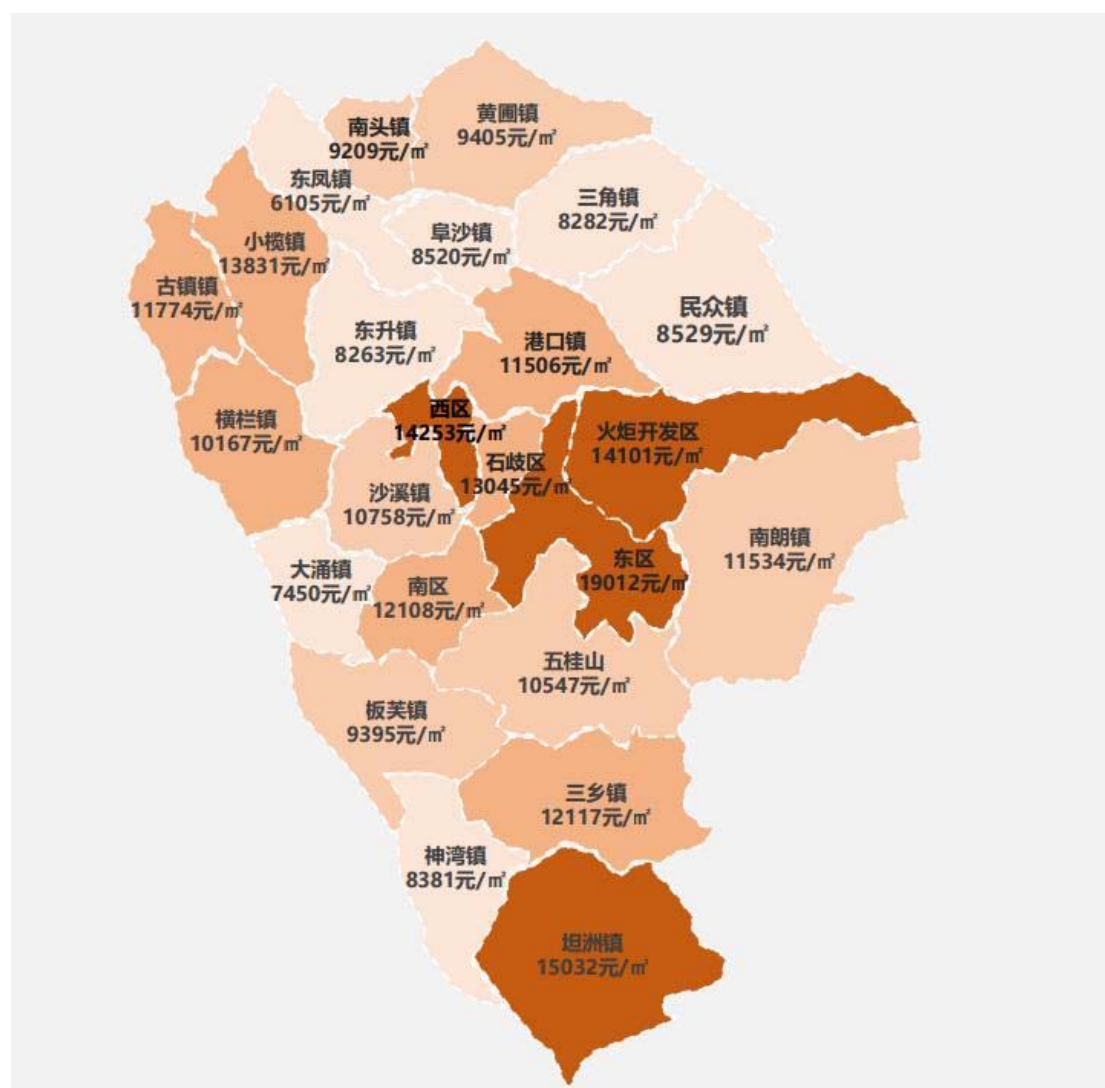 黄圃镇
9405元/㎡
南头镇
9209元/㎡
东凤镇
6105元/㎡
三角镇
8282元/㎡
阜沙镇
8520元/㎡
小榄镇
13831元/㎡
古镇镇
11774元/㎡
民众镇
8529元/㎡
东升镇
8263元/㎡
港口镇
11506元/㎡
横栏镇
10167元/㎡
西区
14253元/㎡
火炬开发区
14101元/㎡
石歧区
13045元/㎡
沙溪镇
10758元/㎡
南朗镇
11534元/㎡
东区
19012元/㎡
大涌镇
7450元/㎡
南区
12108元/㎡
五桂山
10547元/㎡
板芙镇
9395元/㎡
三乡镇
12117元/㎡
神湾镇
8381元/㎡
坦洲镇
15032元/㎡